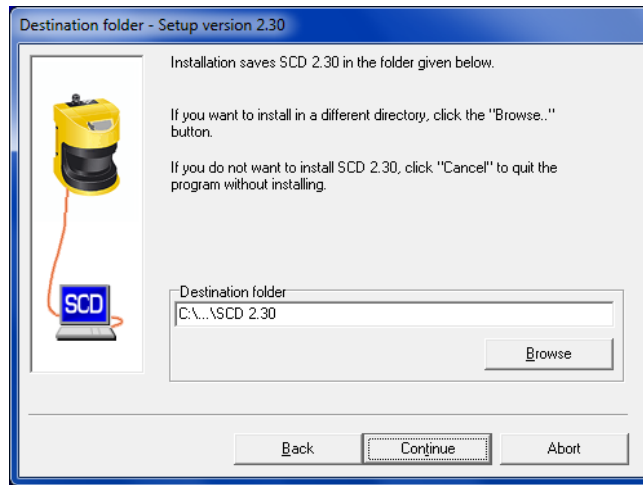 Destination folder - Setup version 2.30
Installation saves SCD 2.30 in the folder given below.
If you want to install in a different directory, click the "Browse.."
button.
If you do not want to install SCD 2.30, click "Cancel" to quit the
program without installing.
SCD
Destination folder
C:\...\SCD 2.30
Browse
Back
Continue
Abort